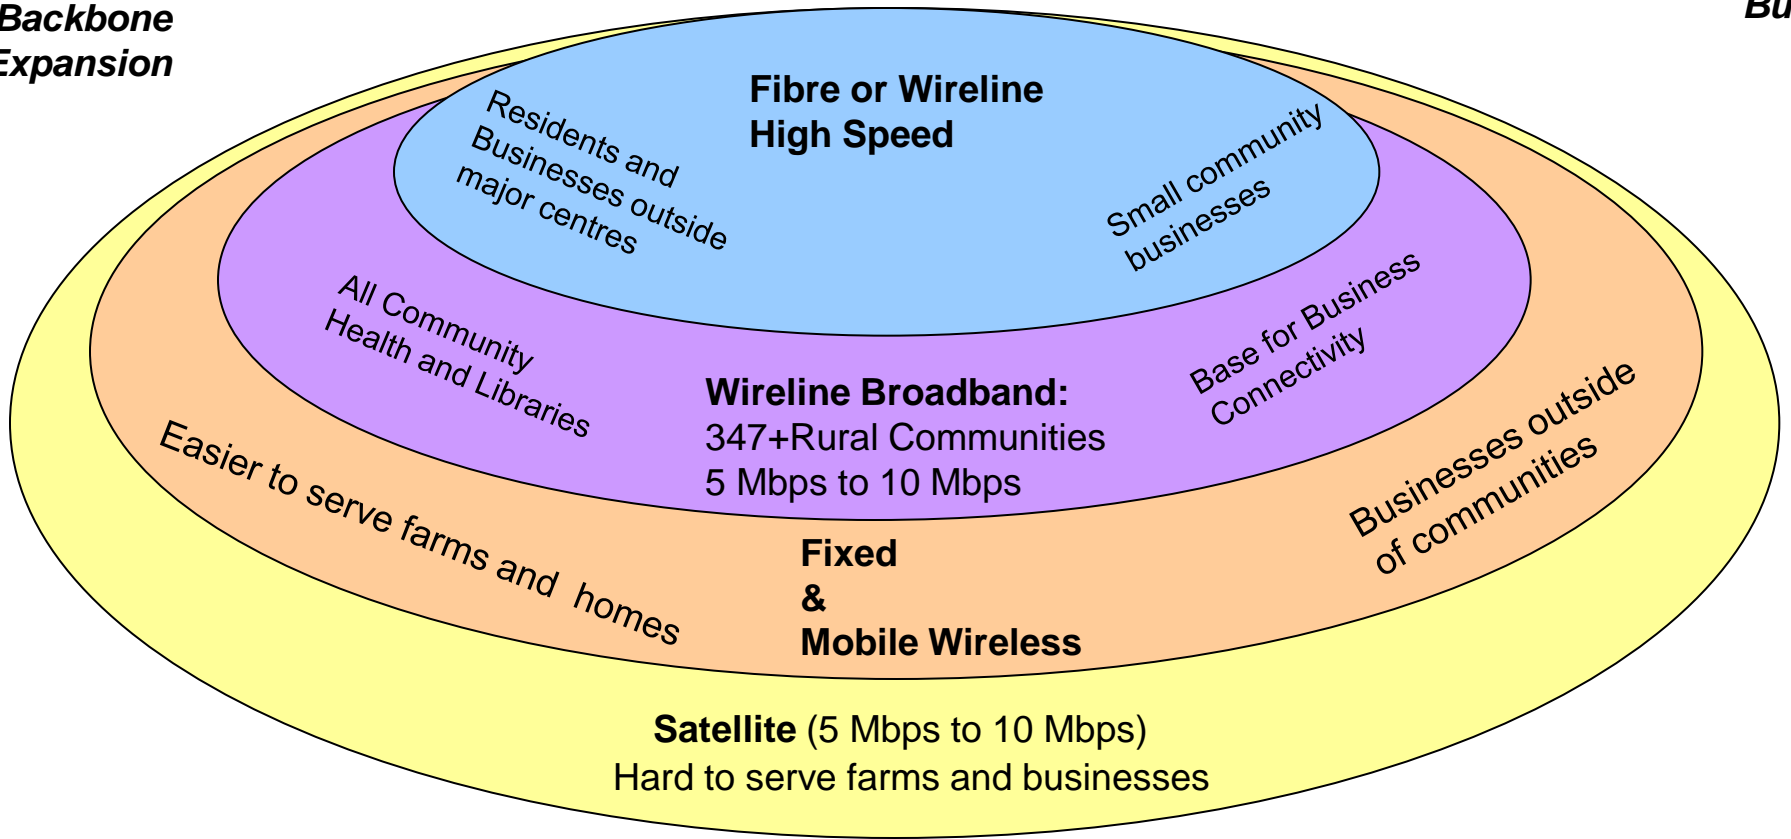 Backbone
Expansion
Fibre or Wireline
High Speed
Residents and
Businesses outside
major centres
Small community
businesses
All Community
Health and Libraries
Base for Business
Connectivity
Wireline Broadband:
347+Rural Communities
5 Mbps to 10 Mbps
Easier to serve farms and homes
Businesses outside
of communities
Fixed
&
Mobile Wireless
Satellite (5 Mbps to 10 Mbps)
Hard to serve farms and businesses